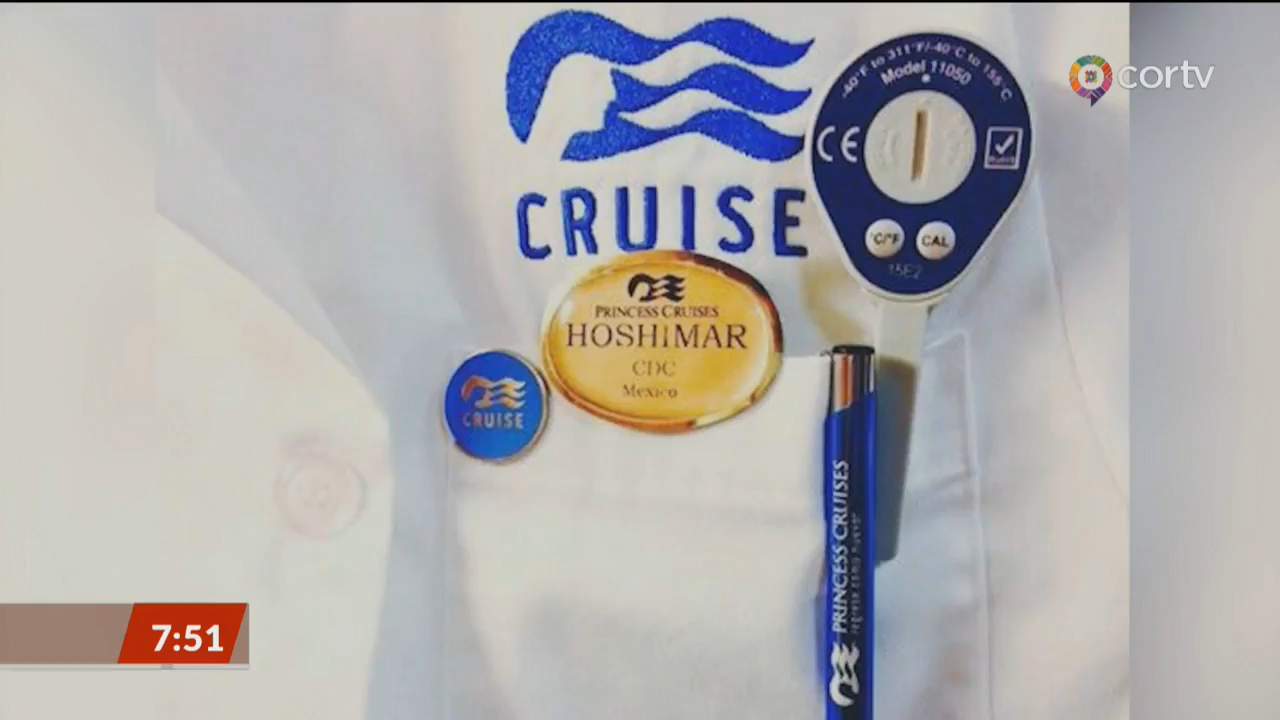 CRUISE
-40°F to 311°F/-40°C to 155°C
Model 11050
CE
°C/°F
CAL
15E2
cortv
PRINCESS CRUISES
HOSHIMAR
CDC
Mexico
CRUISE
PRINCESS CRUISES
7:51